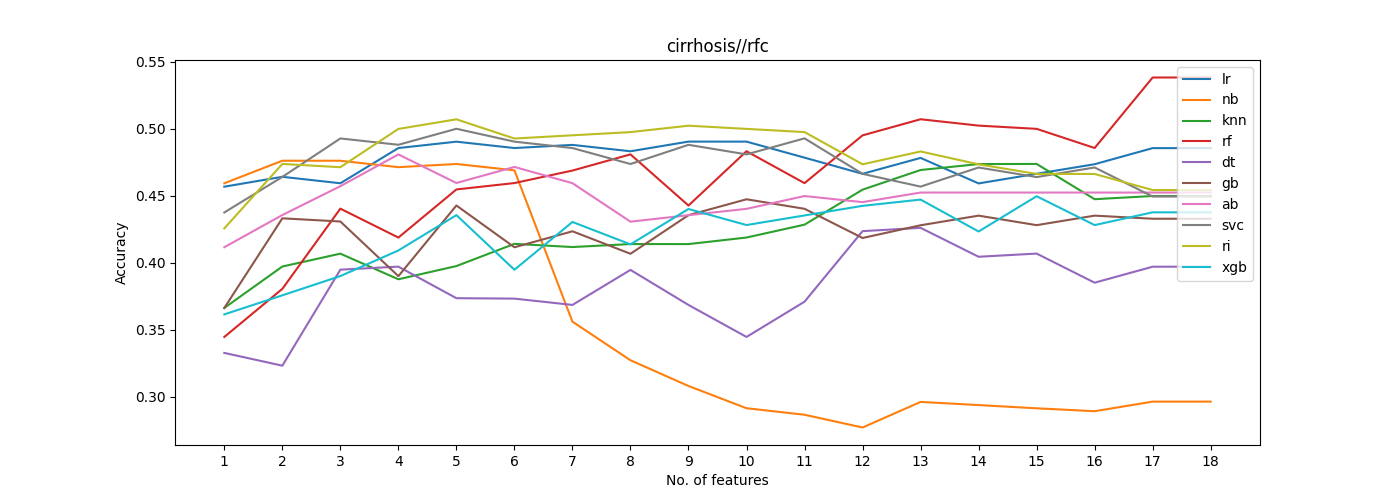 cirrhosis//rfc
0.55
0.50
0.45
0.40
0.35
0.30
Accuracy
lr
nb
knn
rf
dt
gb
ab
svc
ri
xgb
1 2 3 4 5 6 7 8 9 10 11 12 13 14 15 16 17 18
No. of features